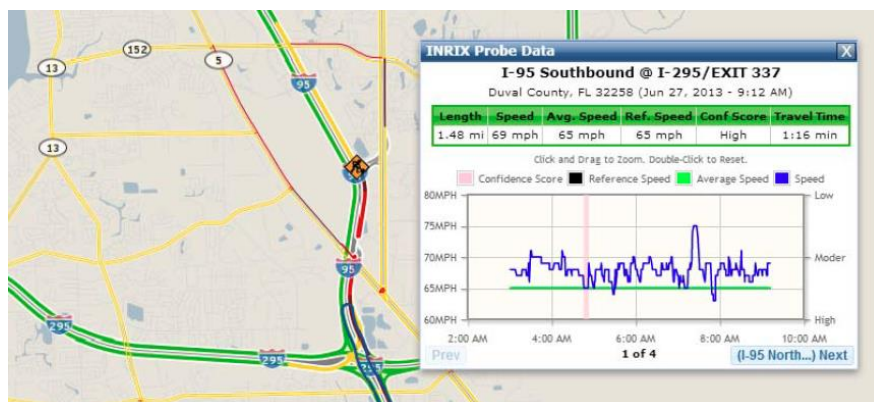 152
13
5
95
13
95
295
295
295
INRIX Probe Data X
I-95 Southbound @ I-295/EXIT 337
Duval County, FL 32258 (Jun 27, 2013 - 9:12 AM)
Length Speed Avg. Speed Ref. Speed Conf Score Travel Time
1.48 mi 69 mph 65 mph 65 mph High 1:16 min
Click and Drag to Zoom. Double-Click to Reset.
Confidence Score Reference Speed Average Speed Speed
80MPH Low
75MPH
70MPH Moder
65MPH
60MPH High
2:00 AM 4:00 AM 6:00 AM 8:00 AM 10:00 AM
Prev 1 of 4 (I-95 North...) Next